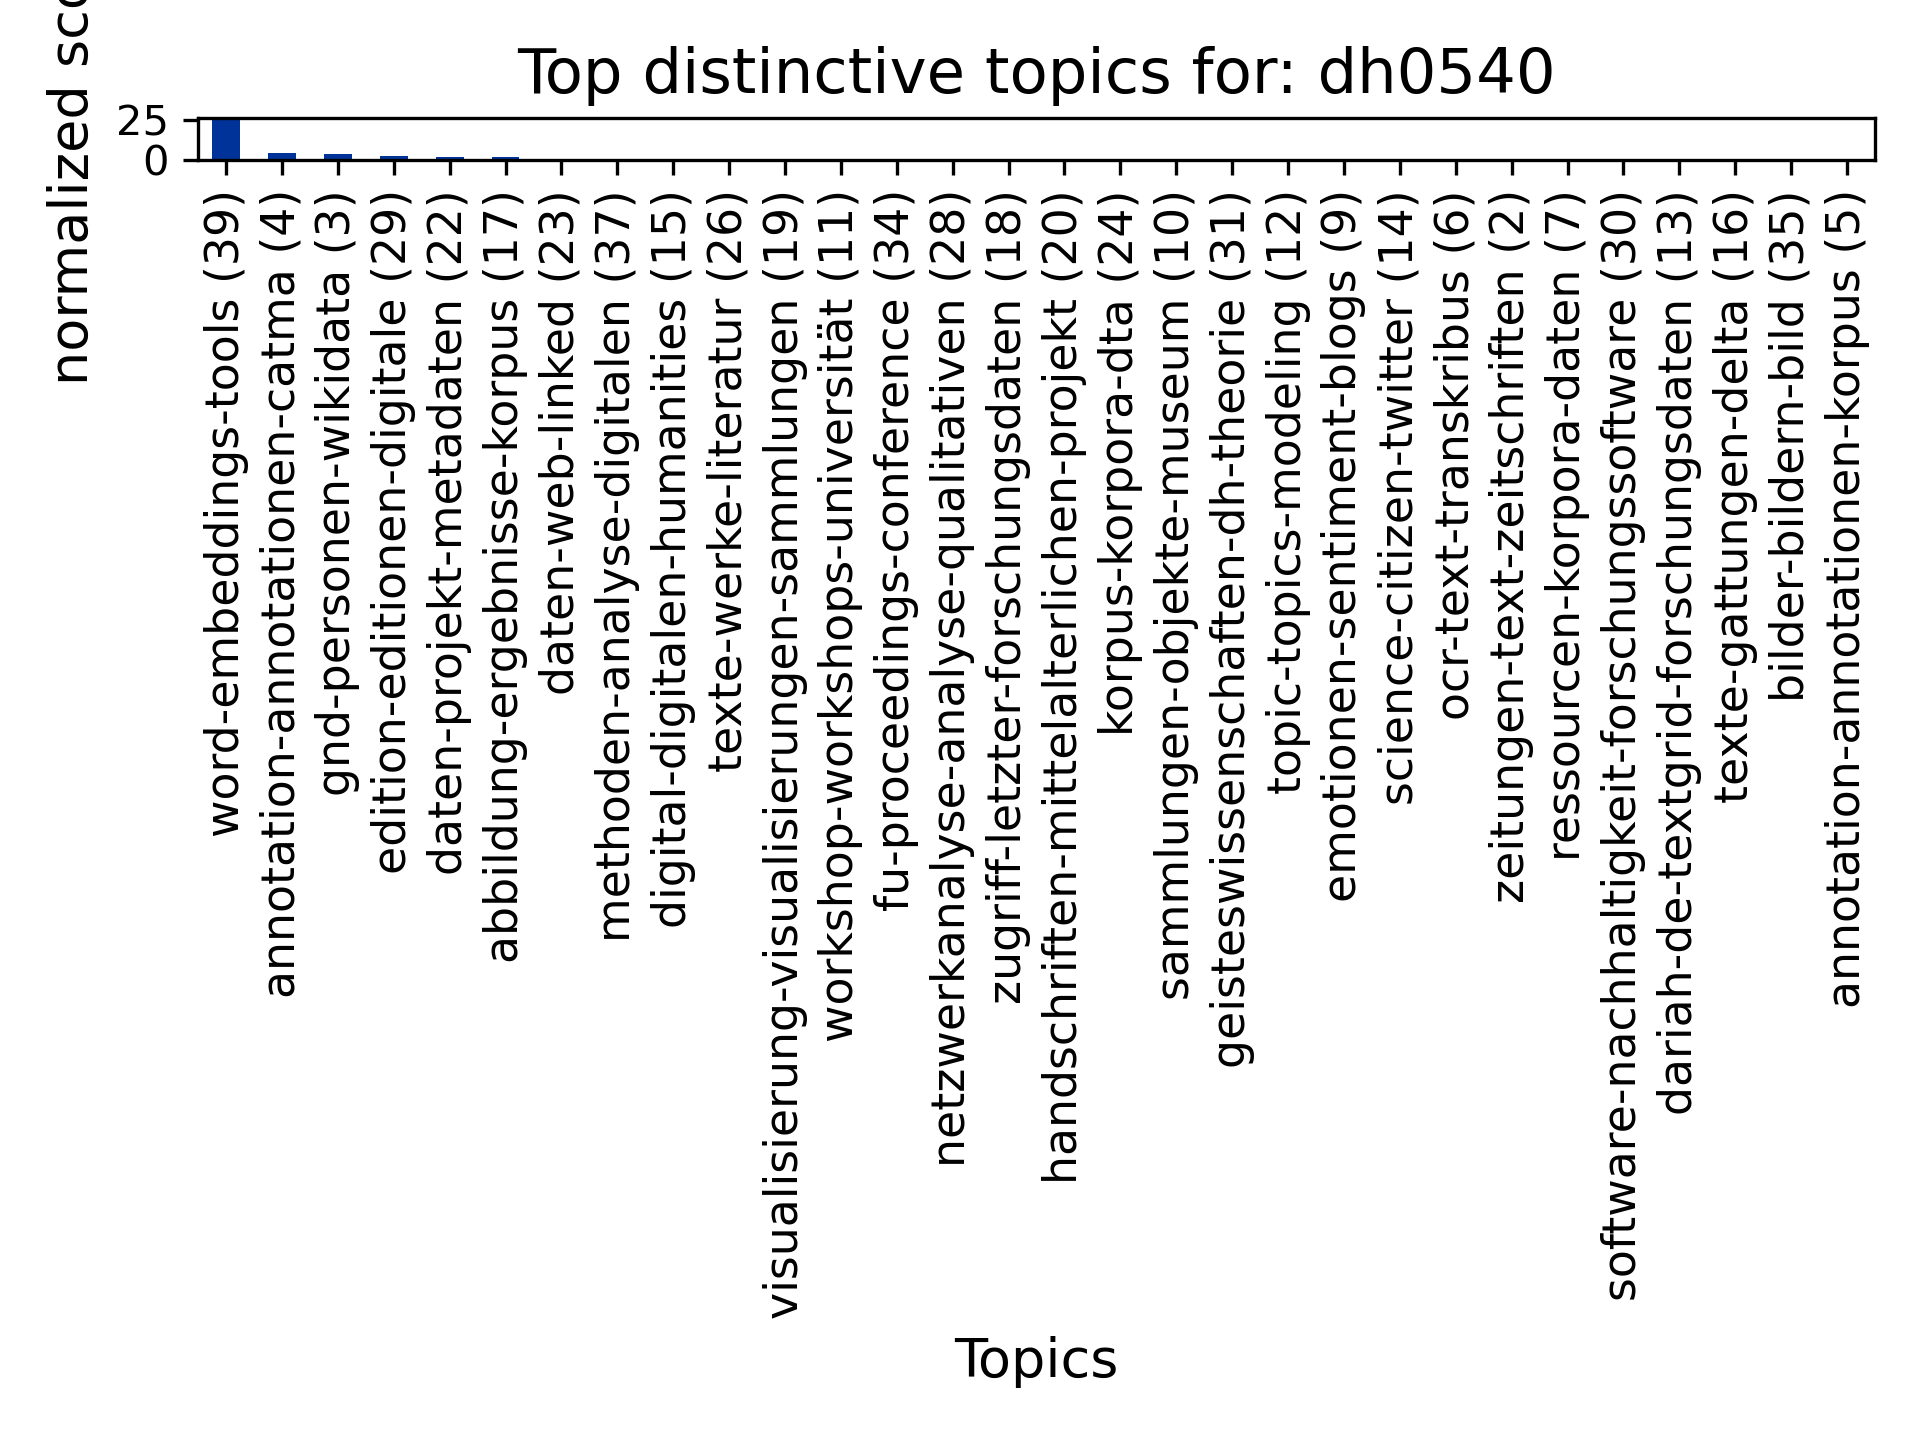 Top distinctive topics for: dh0540
normalized
25
0
word-embeddings-tools (39)
annotation-annotationen-catma (4)
gnd-personen-wikidata (3)
edition-editionen-digitale (29)
daten-projekt-metadaten (22)
abbildung-ergebnisse-korpus (17)
daten-web-linked (23)
methoden-analyse-digitalen (37)
digital-digitalen-humanities (15)
texte-werke-literatur (26)
visualisierung-visualisierungen-sammlungen (19)
workshop-workshops-universität (11)
fu-proceedings-conference (34)
netzwerkanalyse-analyse-qualitativen (28)
zugriff-letzter-forschungsdaten (18)
handschriften-mittelalterlichen-projekt (20)
korpus-korpora-dta (24)
sammlungen-objekte-museum (10)
geisteswissenschaften-dh-theorie (31)
topic-topics-modeling (12)
emotionen-sentiment-blogs (9)
science-citizen-twitter (14)
ocr-text-transkribus (6)
zeitungen-text-zeitschriften (2)
ressourcen-korpora-daten (7)
software-nachhaltigkeit-forschungssoftware (30)
dariah-de-textgrid-forschungsdaten (13)
texte-gattungen-delta (16)
bilder-bildern-bild (35)
annotation-annotationen-korpus (5)
Topics